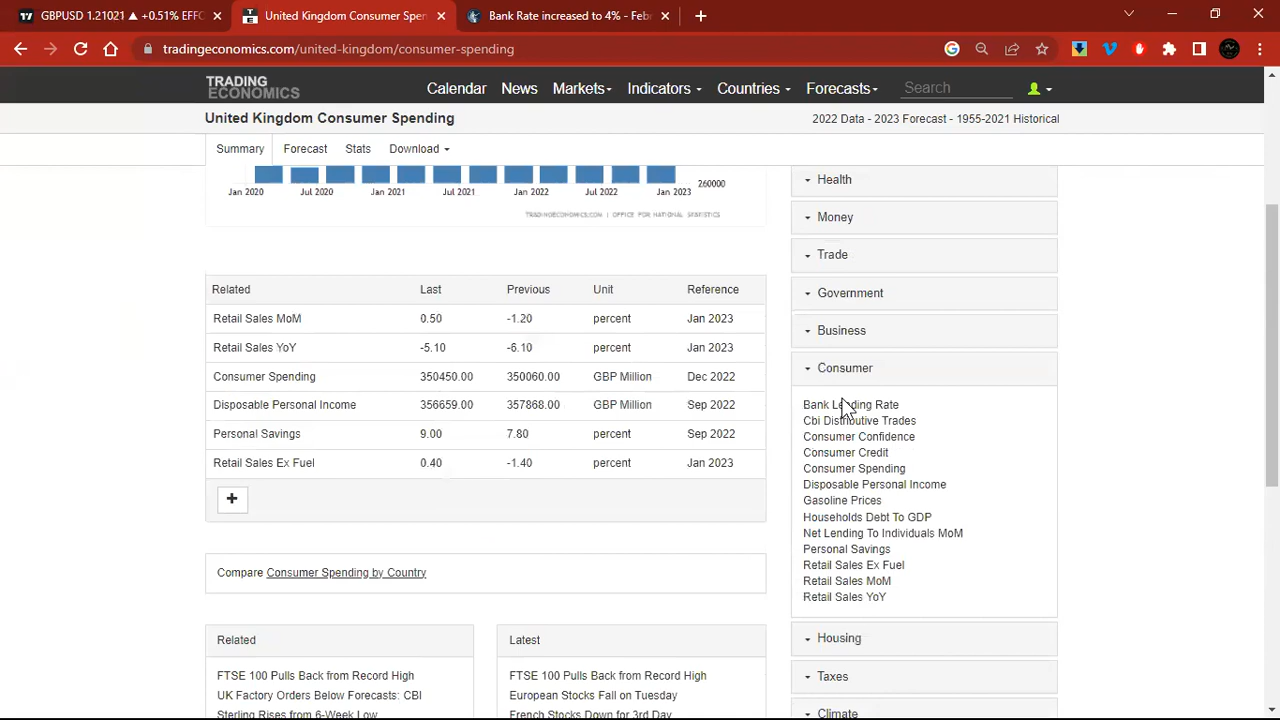 GBPUSD 1.21021 ▲ +0.51% EFFC
United Kingdom Consumer Spending
Bank Rate increased to 4% - Febr
tradingeconomics.com/united-kingdom/consumer-spending
TRADING
ECONOMICS
Calendar News Markets Indicators Countries Forecasts Search
United Kingdom Consumer Spending
2022 Data - 2023 Forecast - 1955-2021 Historical
Summary Forecast Stats Download
260000
Jan 2020 Jul 2020 Jan 2021 Jul 2021 Jan 2022 Jul 2022 Jan 2023
TRADINGECONOMICS.COM | OFFICE FOR NATIONAL STATISTICS
Related Last Previous Unit Reference
Retail Sales MoM 0.50 -1.20 percent Jan 2023
Retail Sales YoY -5.10 -6.10 percent Jan 2023
Consumer Spending 350450.00 350060.00 GBP Million Dec 2022
Disposable Personal Income 356659.00 357868.00 GBP Million Sep 2022
Personal Savings 9.00 7.80 percent Sep 2022
Retail Sales Ex Fuel 0.40 -1.40 percent Jan 2023
+
Compare Consumer Spending by Country
Related
FTSE 100 Pulls Back from Record High
UK Factory Orders Below Forecasts: CBI
Sterling Rises from 6-Week Low
Latest
FTSE 100 Pulls Back from Record High
European Stocks Fall on Tuesday
French Stocks Down for 3rd Day
Health
Money
Trade
Government
Business
Consumer
Bank Lending Rate
Cbi Distributive Trades
Consumer Confidence
Consumer Credit
Consumer Spending
Disposable Personal Income
Gasoline Prices
Households Debt To GDP
Net Lending To Individuals MoM
Personal Savings
Retail Sales Ex Fuel
Retail Sales MoM
Retail Sales YoY
Housing
Taxes
Climate